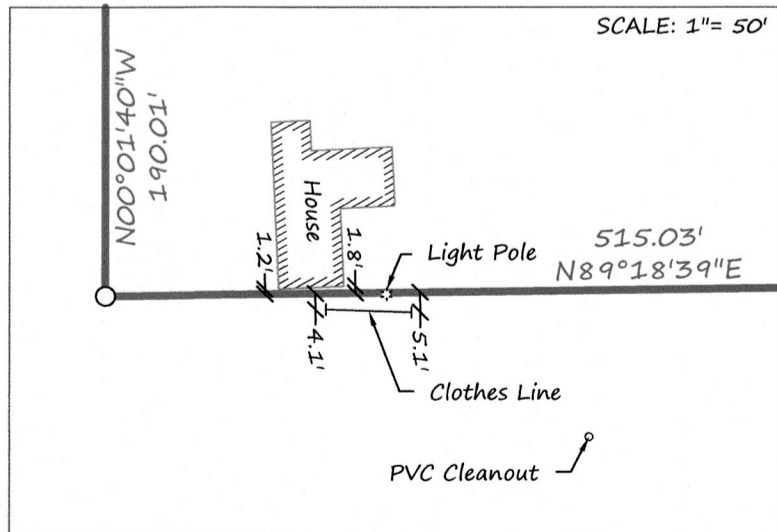 SCALE: 1"= 50'
N00°01'40"W
190.01'
House
1.2'
1.8'
Light Pole
515.03'
N89°18'39"E
4.1'
5.1'
Clothes Line
PVC Cleanout